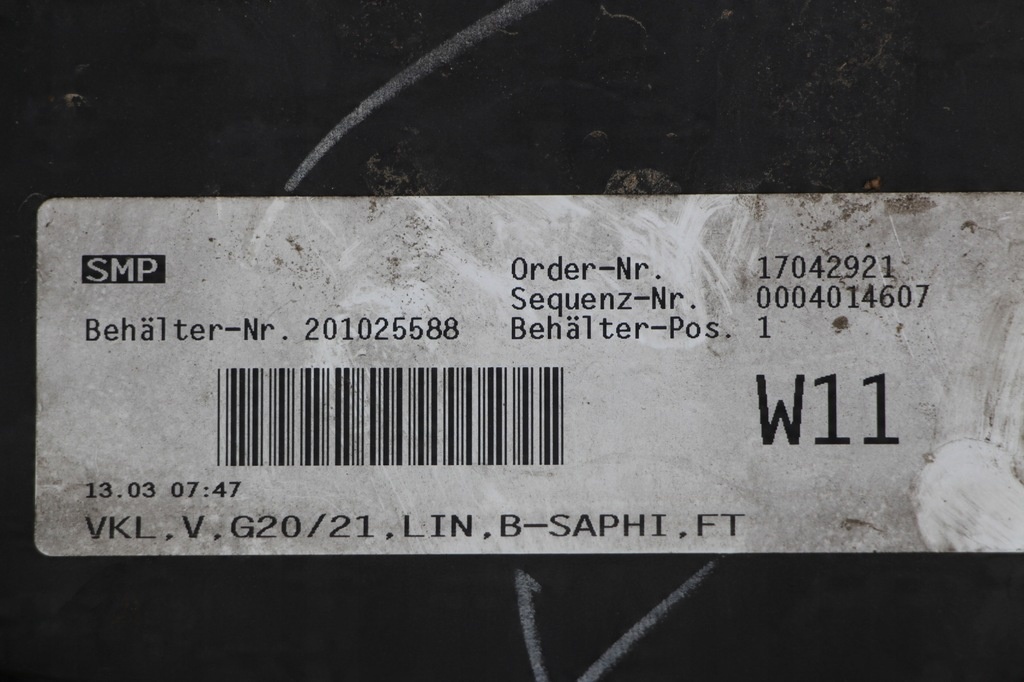 SMP
Order-Nr. 17042921
Sequenz-Nr. 0004014607
Behälter-Nr. 201025588 Behälter-Pos. 1
W11
13.03 07:47
VKL,V,G20/21,LIN,B-SAPHI,FT